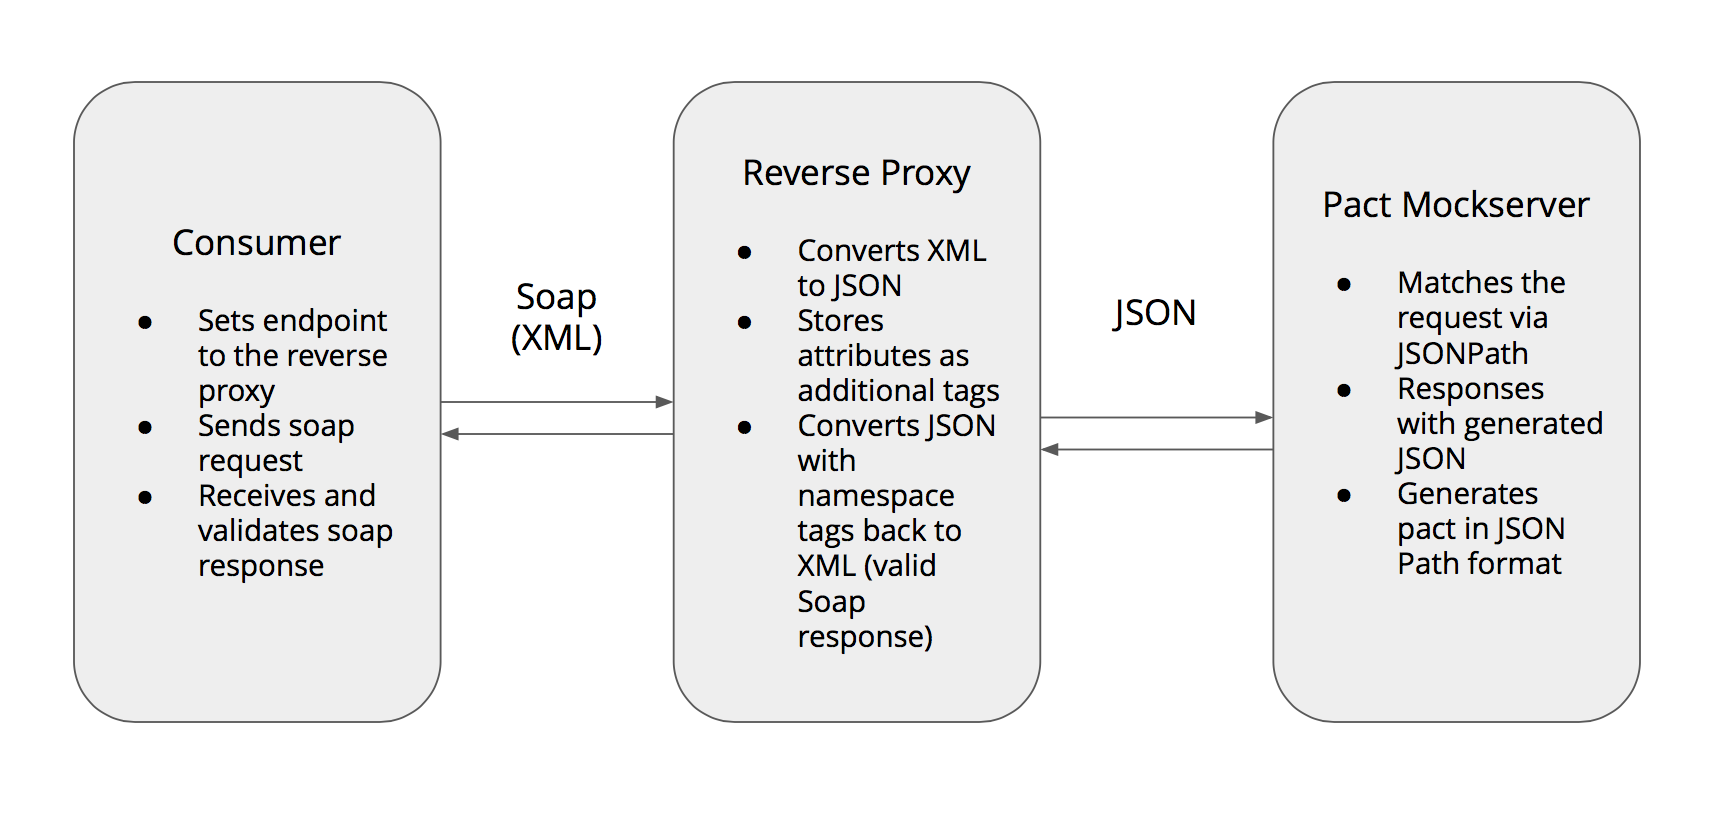 Consumer
● Sets endpoint
to the reverse
proxy
● Sends soap
request
● Receives and
validates soap
response
Soap
(XML)
Reverse Proxy
● Converts XML
to JSON
● Stores
attributes as
additional tags
● Converts JSON
with
namespace
tags back to
XML (valid
Soap
response)
JSON
Pact Mockserver
● Matches the
request via
JSONPath
● Responses
with generated
JSON
● Generates
pact in JSON
Path format